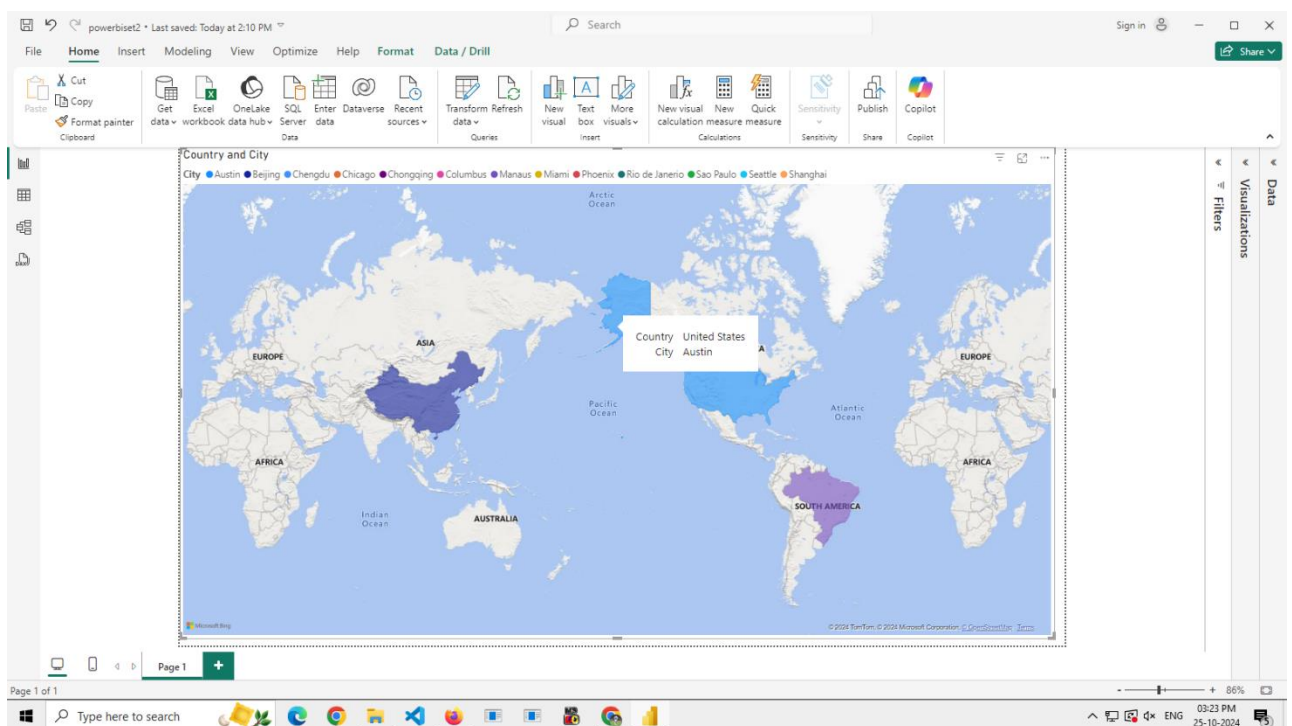 powerbiset2 • Last saved: Today at 2:10 PM
Search
Sign in
File Home Insert Modeling View Optimize Help Format Data / Drill
Share
Paste
Cut
Copy
Format painter
Clipboard
Get data
Excel workbook
OneLake data hub
SQL Server
Enter data
Dataverse
Recent sources
Data
Transform data
Refresh
Queries
New visual
Text box
More visuals
Insert
New visual calculation
New measure
Quick measure
Calculations
Sensitivity
Sensitivity
Publish
Share
Copilot
Copilot
Country and City
City Austin Beijing Chengdu Chicago Chongqing Columbus Manaus Miami Phoenix Rio de Janerio Sao Paulo Seattle Shanghai
Arctic
Ocean
Country United States
City Austin
A
ASIA
EUROPE
EUROPE
Pacific
Ocean
Atlantic
Ocean
AFRICA
AFRICA
SOUTH AMERICA
Indian
Ocean
AUSTRALIA
Microsoft Bing
© 2024 TomTom, © 2024 Microsoft Corporation, © OpenStreetMap Terms
Filters
Visualizations
Data
Page 1
Page 1 of 1
86%
Type here to search
ENG
03:23 PM
25-10-2024